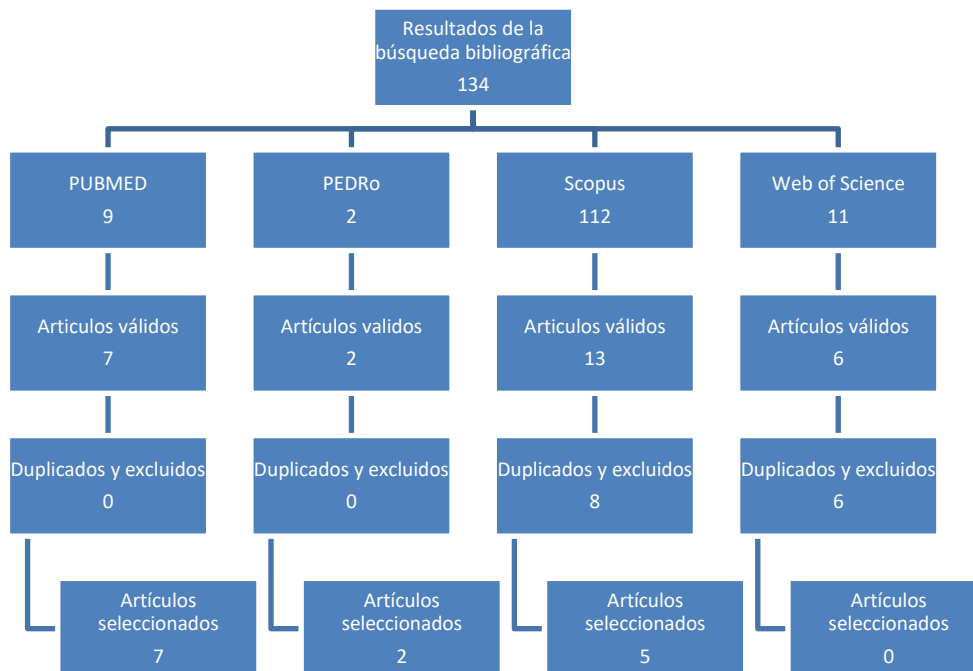 Resultados de la
búsqueda bibliográfica
134
PUBMED
9
PEDRo
2
Scopus
112
Web of Science
11
Articulos válidos
7
Artículos validos
2
Articulos válidos
13
Artículos válidos
6
Duplicados y excluidos
0
Duplicados y excluidos
0
Duplicados y excluidos
8
Duplicados y excluidos
6
Artículos
seleccionados
7
Artículos
seleccionados
2
Artículos
seleccionados
5
Artículos
seleccionados
0